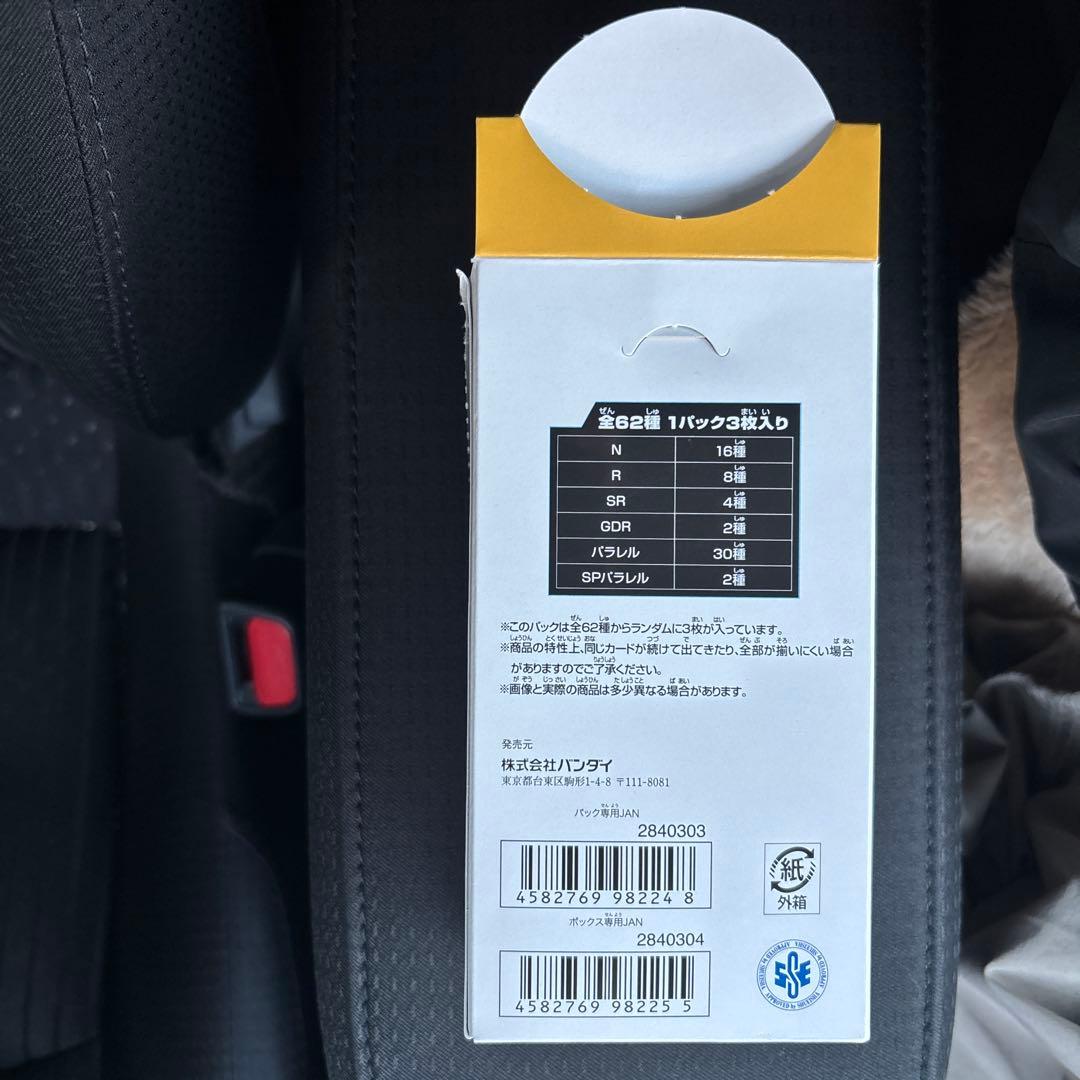 全62種 1パック3枚入り
N 16種
R 8種
SR 4種
GDR 2種
パラレル 30種
SPパラレル 2種
※このパックは全62種からランダムに3枚が入っています。
※商品の特性上、同じカードが続けて出てきたり、全部が揃いにくい場合
がありますのでご了承ください。
※画像と実際の商品は多少異なる場合があります。
発売元
株式会社バンダイ
東京都台東区駒形1-4-8 〒111-8081
パック専用JAN
2840303
4582769 98224 8
紙
外箱
ボックス専用JAN
2840304
4582769 98225 5
SSE